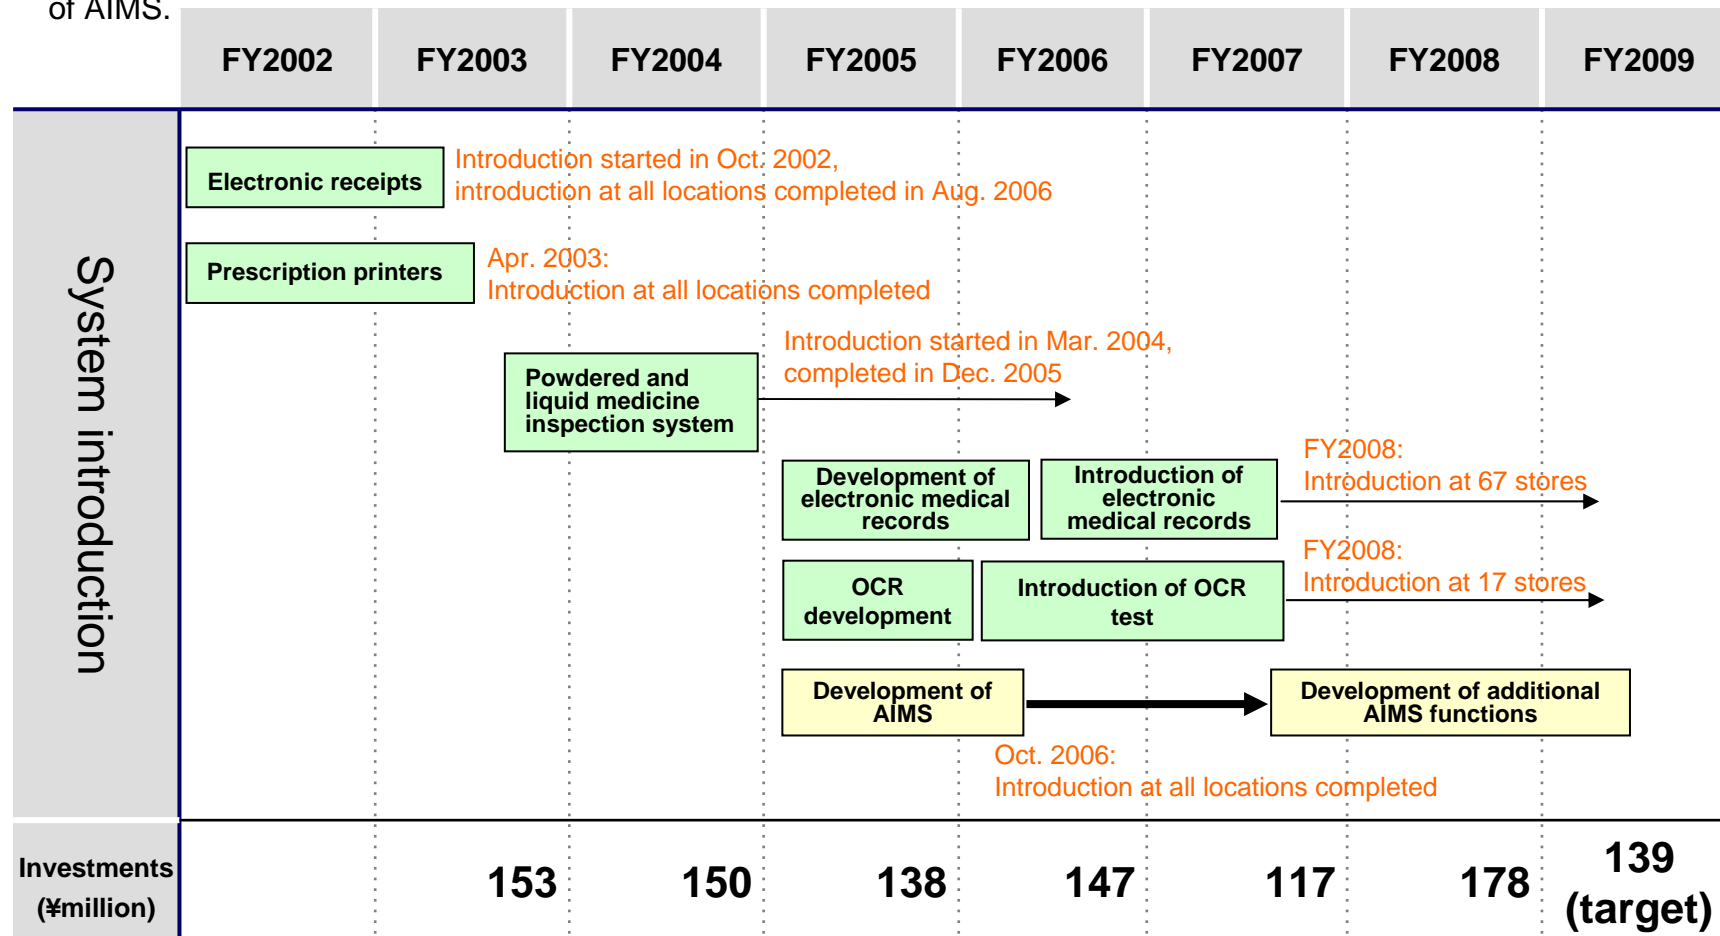 of AIMS.
FY2002 FY2003 FY2004 FY2005 FY2006 FY2007 FY2008 FY2009
System introduction
Electronic receipts
Introduction started in Oct. 2002,
introduction at all locations completed in Aug. 2006
Prescription printers
Apr. 2003:
Introduction at all locations completed
Powdered and
liquid medicine
inspection system
Introduction started in Mar. 2004,
completed in Dec. 2005
Development of
electronic medical
records
Introduction of
electronic
medical records
FY2008:
Introduction at 67 stores
OCR
development
Introduction of OCR
test
FY2008:
Introduction at 17 stores
Development of
AIMS
Oct. 2006:
Introduction at all locations completed
Development of additional
AIMS functions
Investments
(¥million)
153 150 138 147 117 178 139
(target)